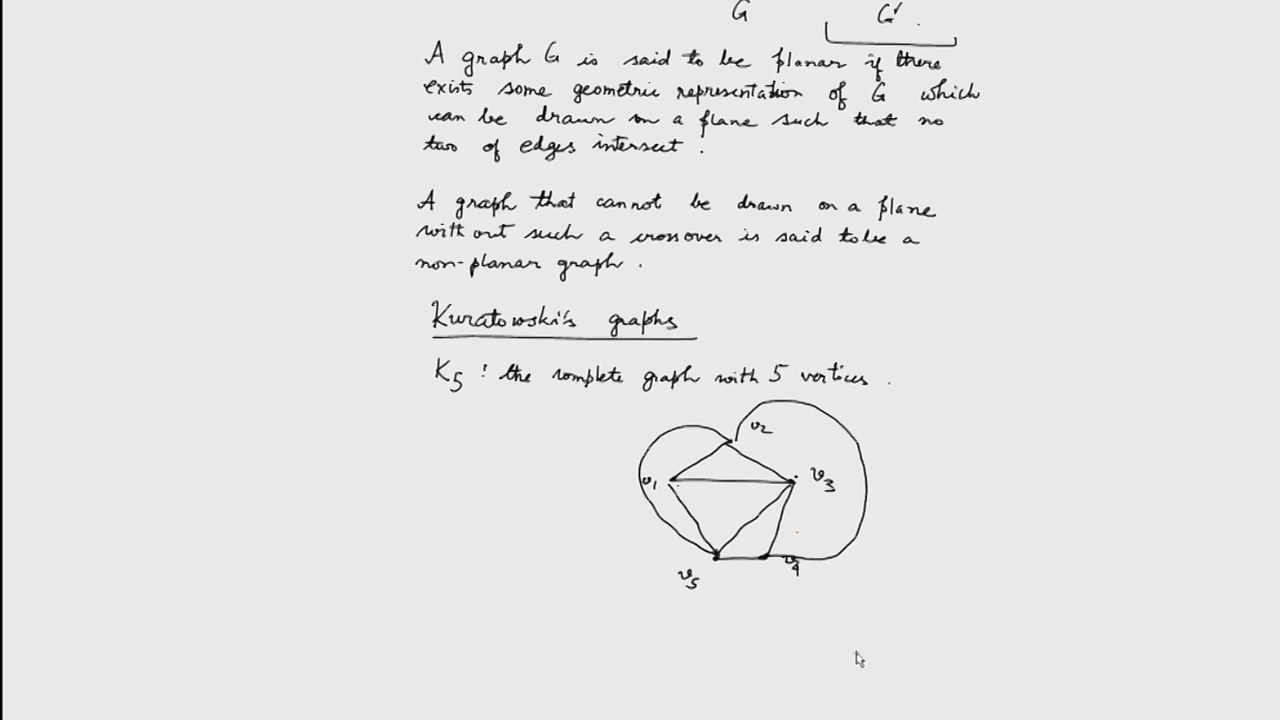 G G'
A graph G is said to be planar if there
exists some geometric representation of G which
can be drawn on a plane such that no
two of edges intersect .
A graph that cannot be drawn on a plane
with out such a crossover is said to be a
non-planar graph .
Kuratowski's graphs
K5 : the complete graph with 5 vertices .
v2
v1 v3
v4
v5